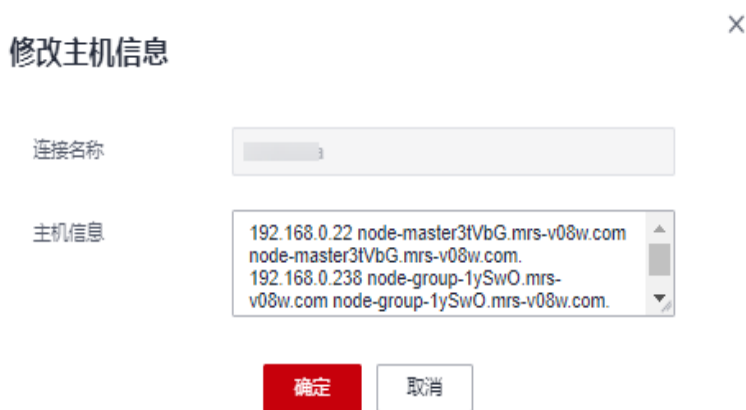 修改主机信息
连接名称
主机信息
192.168.0.22 node-master3tVbG.mrs-v08w.com
node-master3tVbG.mrs-v08w.com.
192.168.0.238 node-group-1ySwO.mrs-
v08w.com node-group-1ySwO.mrs-v08w.com.
确定
取消